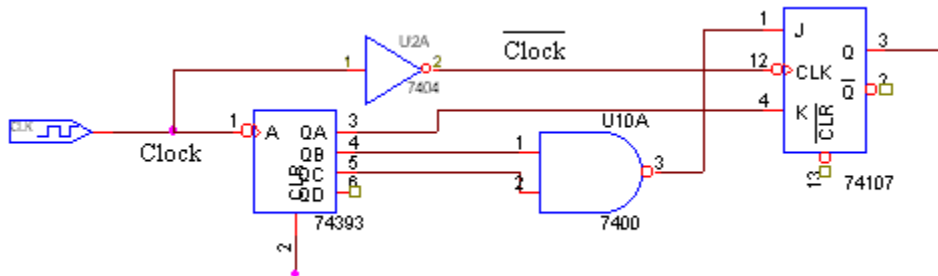 U2A
1
2
7404
Clock
CLK
Clock
1
A
CLR
QA
QB
QC
QD
3
4
5
6
2
74393
1
2
3
U10A
7400
1
J
12
CLK
4
K
Q
3
Q
2
CLR
13
74107